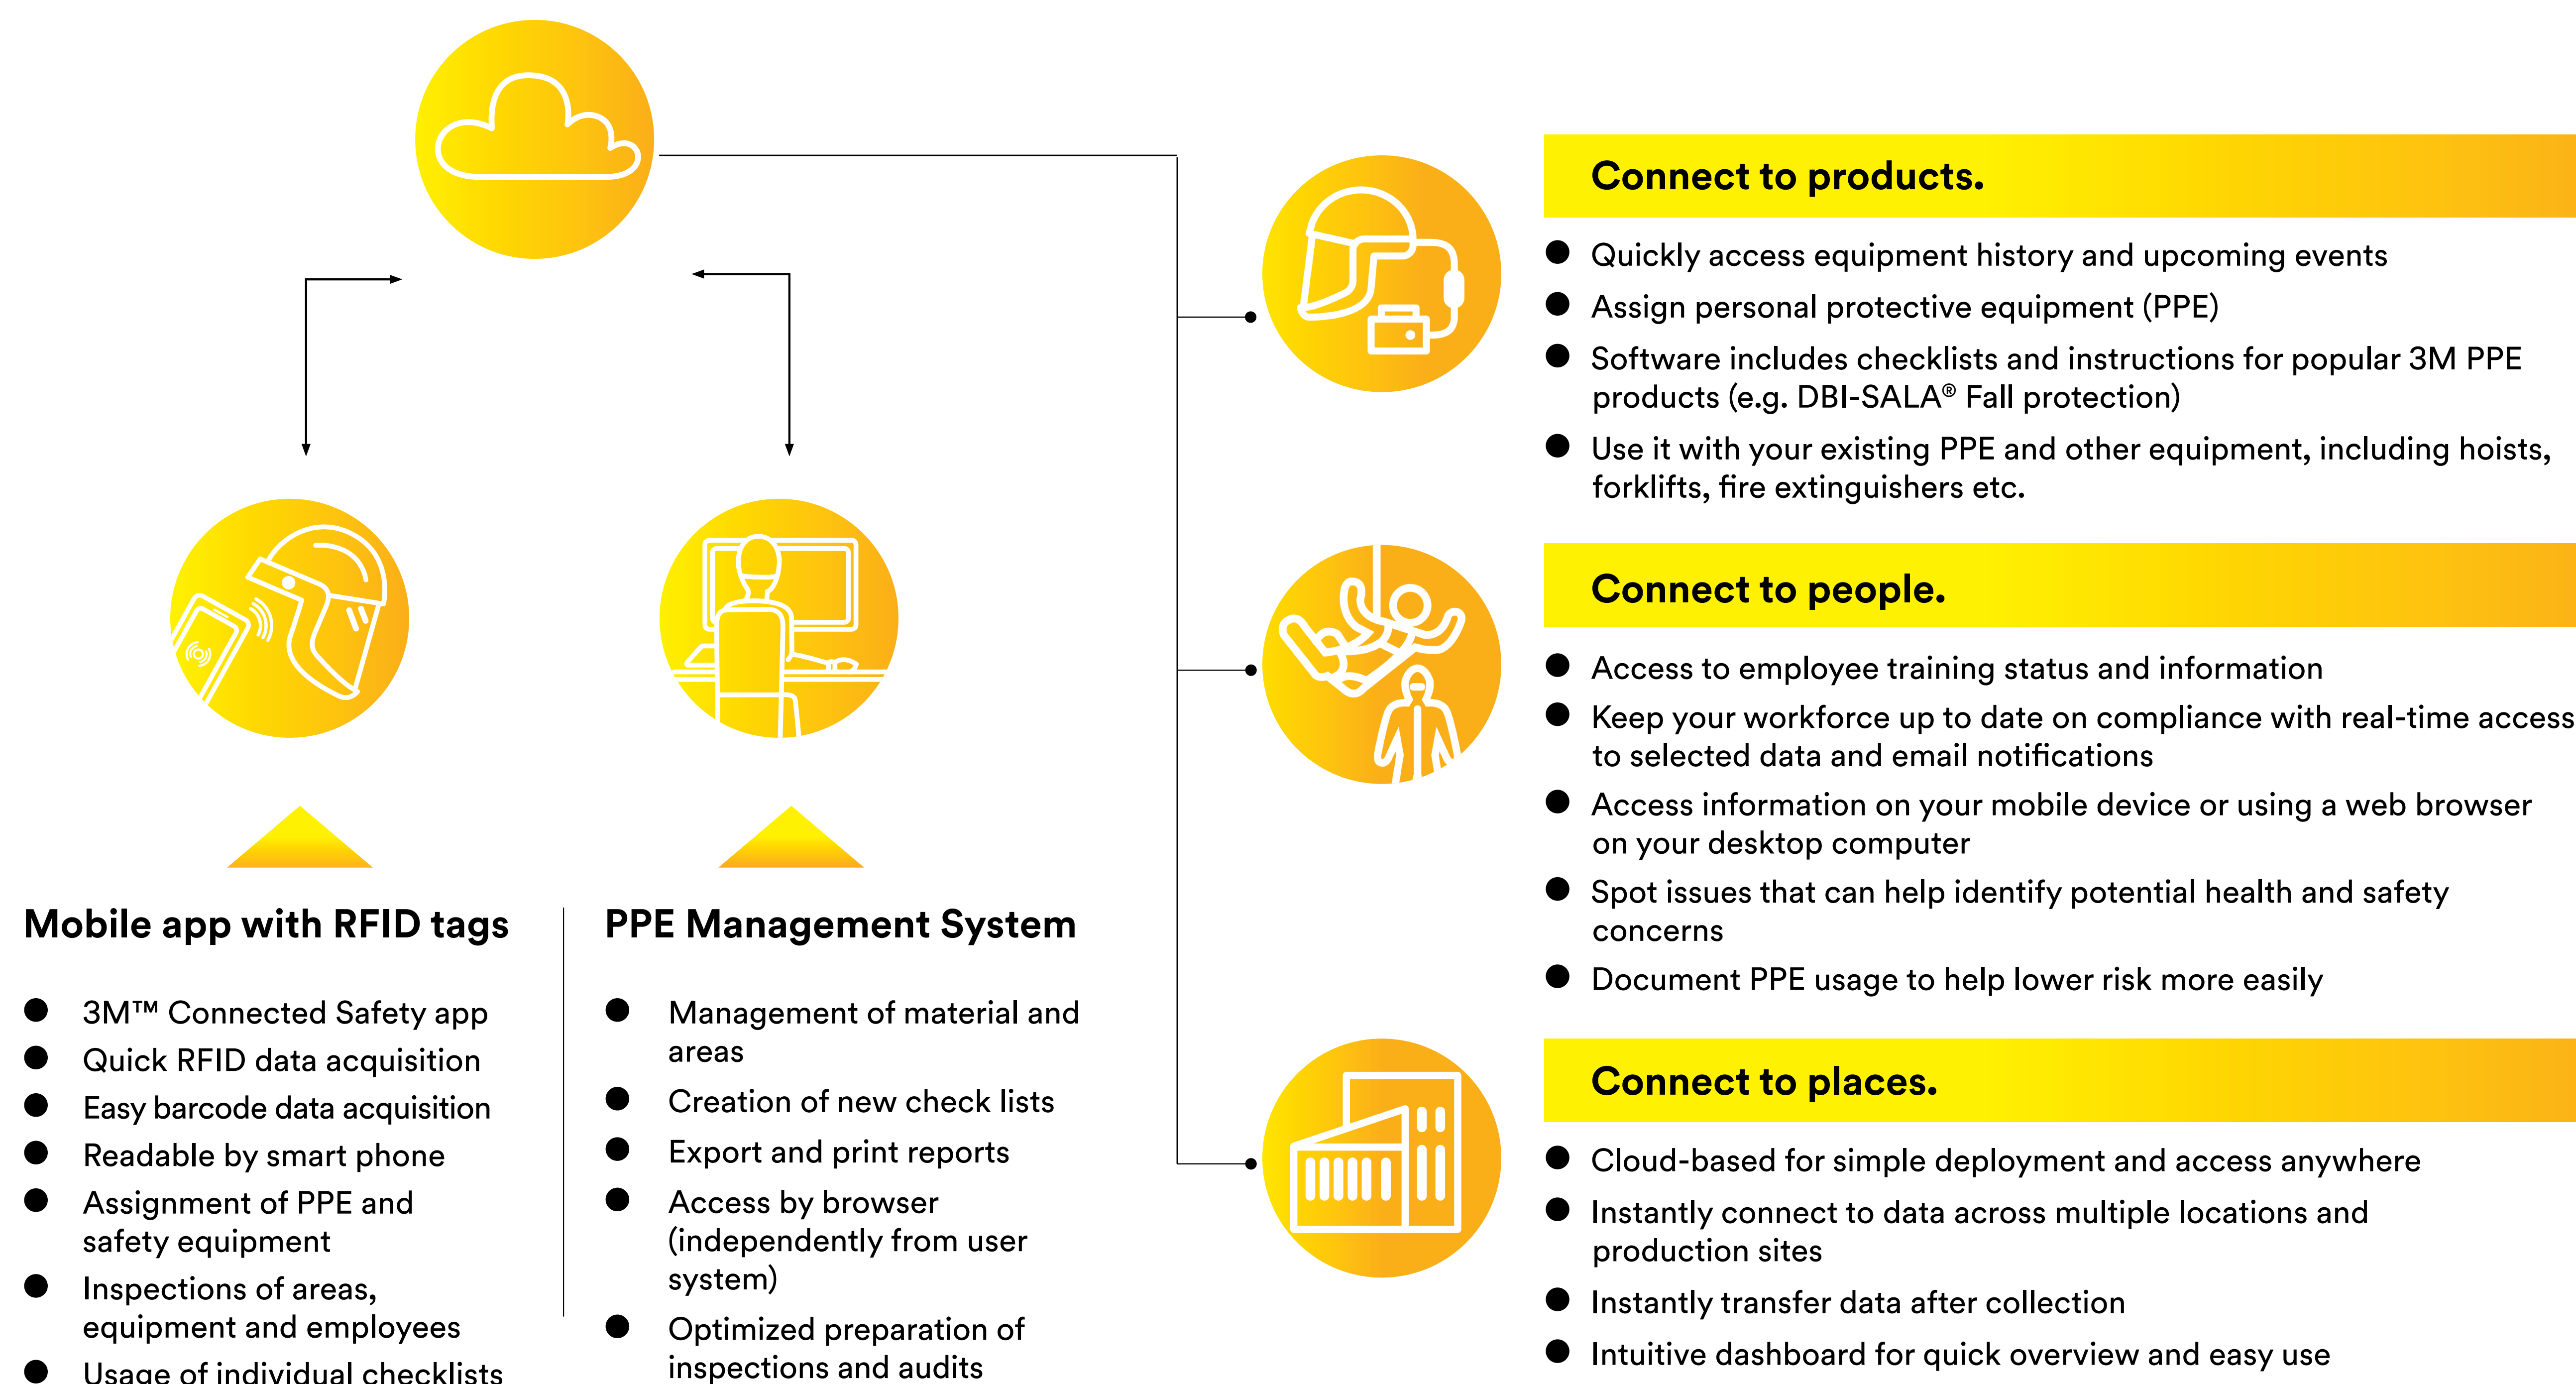 Connect to products.
● Quickly access equipment history and upcoming events
● Assign personal protective equipment (PPE)
● Software includes checklists and instructions for popular 3M PPE
products (e.g. DBI-SALA® Fall protection)
● Use it with your existing PPE and other equipment, including hoists,
forklifts, fire extinguishers etc.
Connect to people.
● Access to employee training status and information
● Keep your workforce up to date on compliance with real-time access
to selected data and email notifications
● Access information on your mobile device or using a web browser
on your desktop computer
● Spot issues that can help identify potential health and safety
concerns
● Document PPE usage to help lower risk more easily
Connect to places.
● Cloud-based for simple deployment and access anywhere
● Instantly connect to data across multiple locations and
production sites
● Instantly transfer data after collection
● Intuitive dashboard for quick overview and easy use
Mobile app with RFID tags
● 3M™ Connected Safety app
● Quick RFID data acquisition
● Easy barcode data acquisition
● Readable by smart phone
● Assignment of PPE and
safety equipment
● Inspections of areas,
equipment and employees
● Usage of individual checklists
PPE Management System
● Management of material and
areas
● Creation of new check lists
● Export and print reports
● Access by browser
(independently from user
system)
● Optimized preparation of
inspections and audits